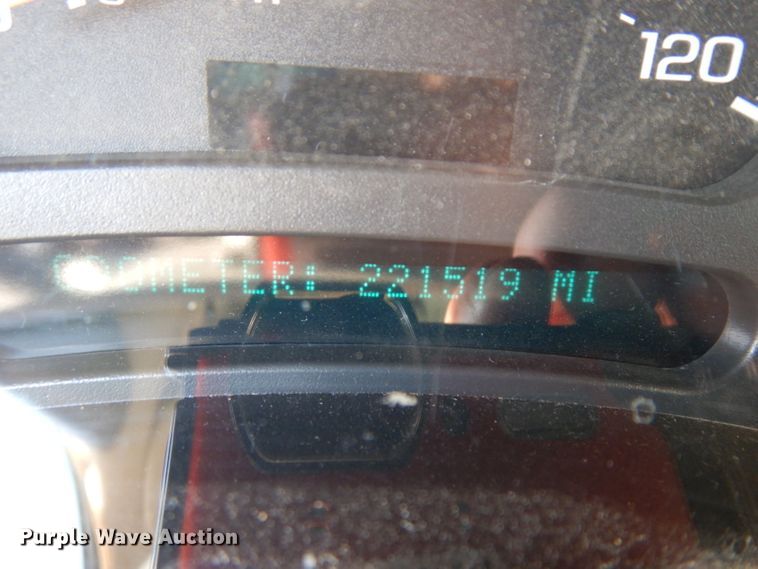 120
ODOMETER: 221519 MI
Purple Wave Auction